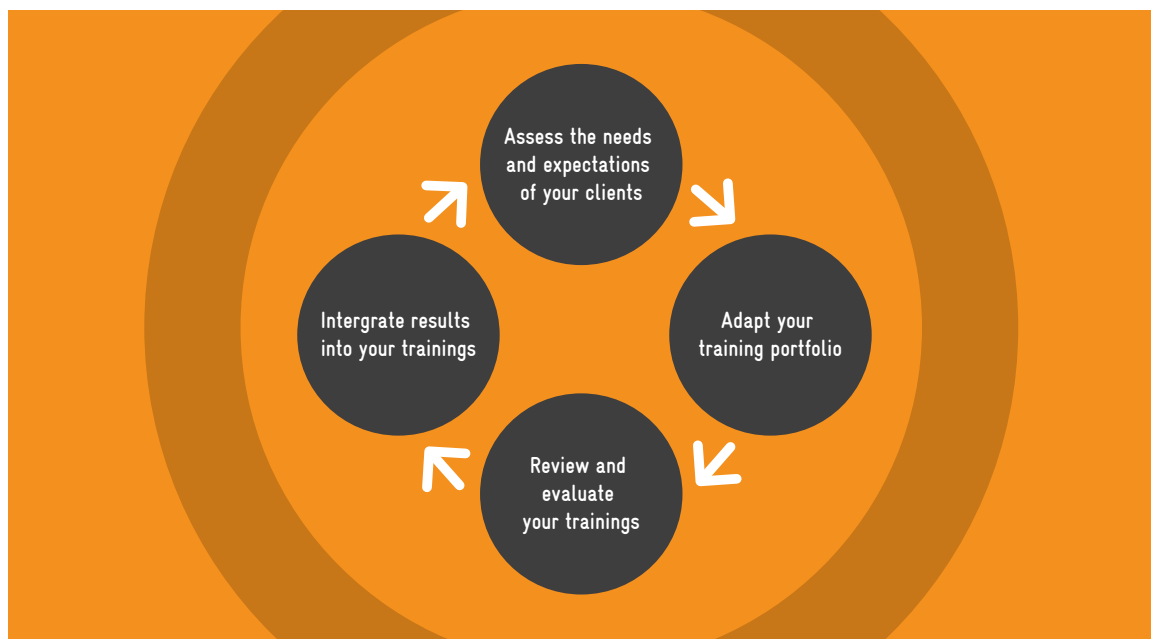 Assess the needs
and expectations
of your clients
Adapt your
training portfolio
Review and
evaluate
your trainings
Intergrate results
into your trainings